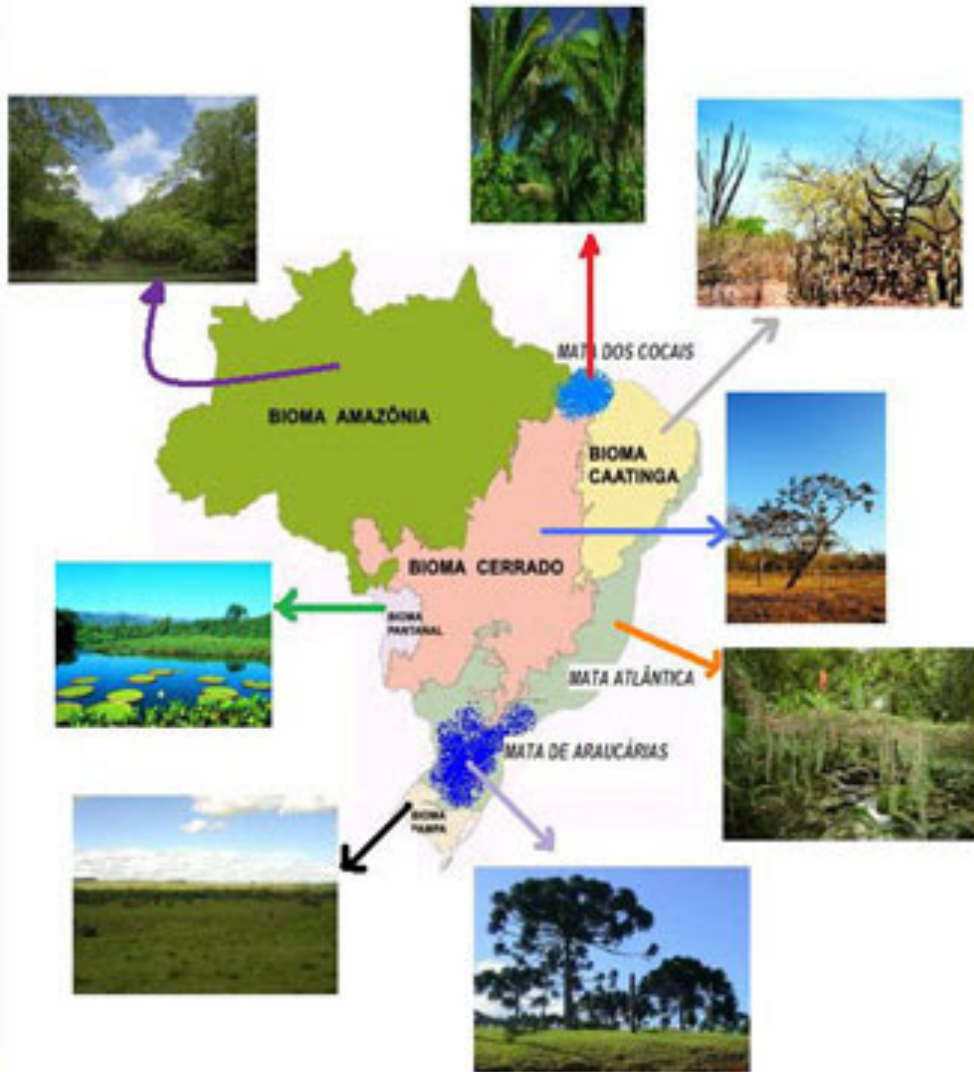 MATA DOS COCAIS
BIOMA AMAZÔNIA
BIOMA
CAATINGA
BIOMA CERRADO
BIOMA
PANTANAL
MATA ATLÂNTICA
MATA DE ARAUCÁRIAS
BIOMA
PAMPA